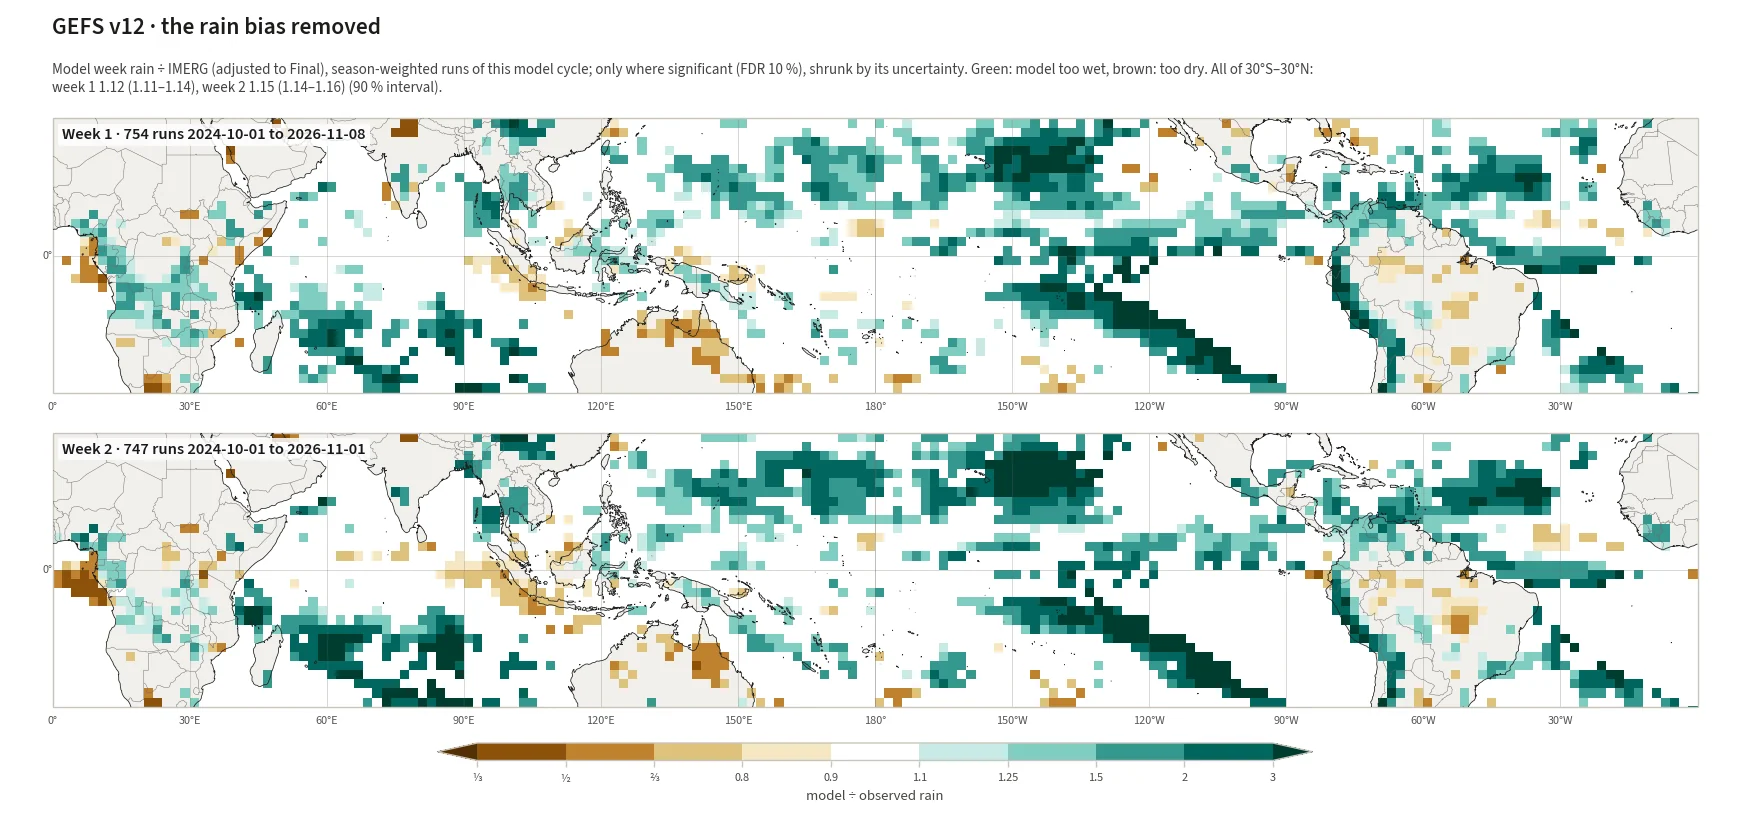 GEFS v12 · the rain bias removed
Model week rain ÷ IMERG (adjusted to Final), season-weighted runs of this model cycle; only where significant (FDR 10 %), shrunk by its uncertainty. Green: model too wet, brown: too dry. All of 30°S–30°N:
week 1 1.12 (1.11–1.14), week 2 1.15 (1.14–1.16) (90 % interval).
Week 1 · 754 runs 2024-10-01 to 2026-11-08
0°
0° 30°E 60°E 90°E 120°E 150°E 180° 150°W 120°W 90°W 60°W 30°W
Week 2 · 747 runs 2024-10-01 to 2026-11-01
0°
0° 30°E 60°E 90°E 120°E 150°E 180° 150°W 120°W 90°W 60°W 30°W
⅓ ½ ⅔ 0.8 0.9 1.1 1.25 1.5 2 3
model ÷ observed rain